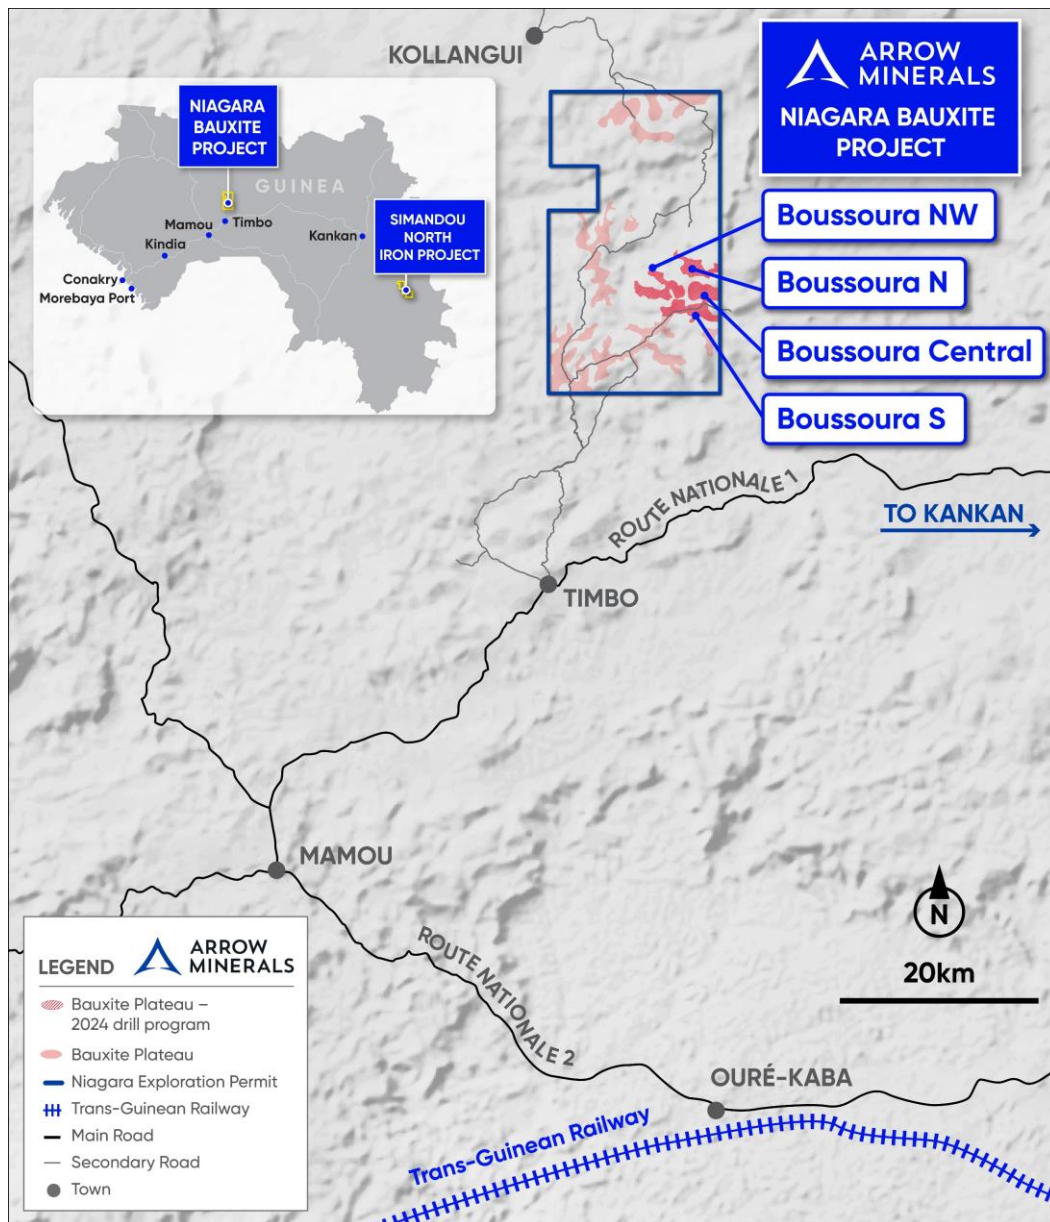 KOLLANGUI
ARROW
MINERALS
NIAGARA BAUXITE
PROJECT
NIAGARA
BAUXITE
PROJECT
GUINEA
SIMANDOU
NORTH
IRON PROJECT
Mamou
Timbo
Kankan
Kindia
Conakry
Morebaya Port
Boussoura NW
Boussoura N
Boussoura Central
Boussoura S
ROUTE NATIONALE 1
TO KANKAN
TIMBO
MAMOU
N
20km
ROUTE NATIONALE 2
OURÉ-KABA
Trans-Guinean Railway
LEGEND
ARROW
MINERALS
Bauxite Plateau –
2024 drill program
Bauxite Plateau
Niagara Exploration Permit
Trans-Guinean Railway
Main Road
Secondary Road
Town